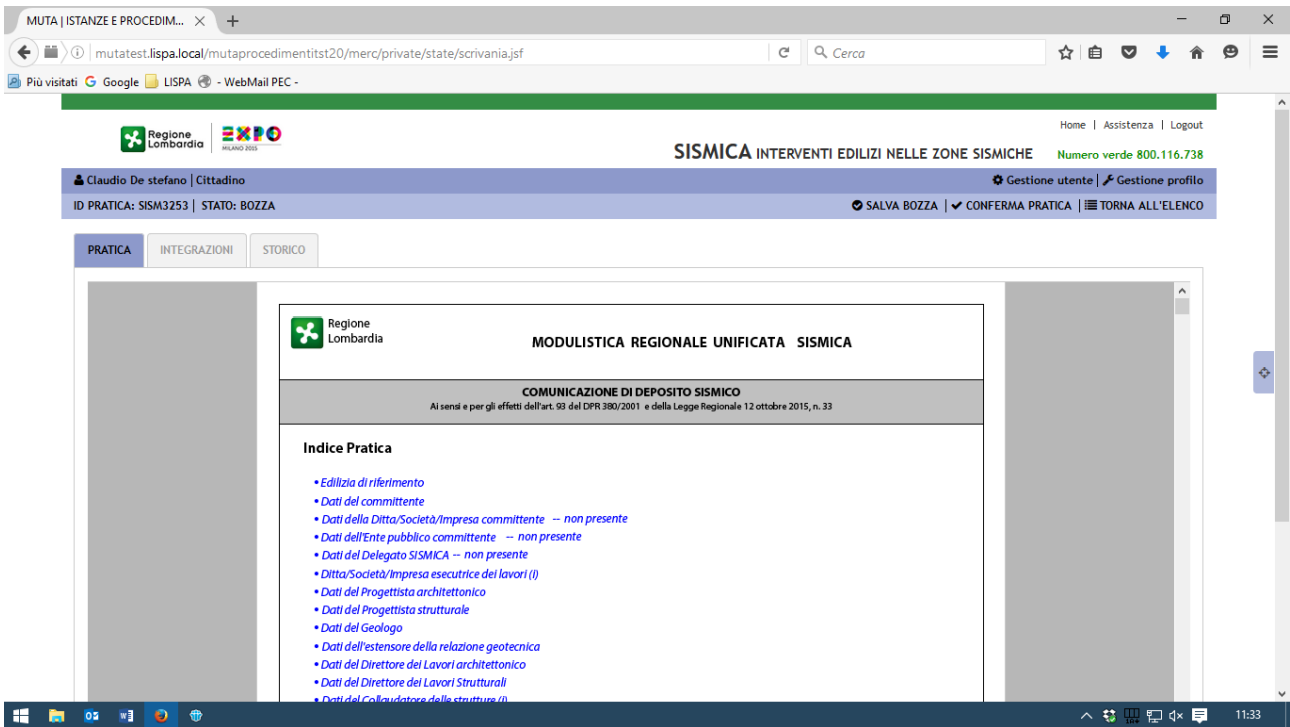 MUTA | ISTANZE E PROCEDIM...
mutatest.lispa.local/mutaprocedimentitst20/merc/private/state/scrivania.jsf
Cerca
Più visitati Google LISPA - WebMail PEC -
Home | Assistenza | Logout
Regione Lombardia
EXPO
MILANO 2015
SISMICA INTERVENTI EDILIZI NELLE ZONE SISMICHE
Numero verde 800.116.738
Claudio De stefano | Cittadino
Gestione utente | Gestione profilo
ID PRATICA: SISM3253 | STATO: BOZZA
SALVA BOZZA | CONFERMA PRATICA | TORNA ALL'ELENCO
PRATICA INTEGRAZIONI STORICO
Regione
Lombardia
MODULISTICA REGIONALE UNIFICATA SISMICA
COMUNICAZIONE DI DEPOSITO SISMICO
Ai sensi e per gli effetti dell'art. 93 del DPR 380/2001 e della Legge Regionale 12 ottobre 2015, n. 33
Indice Pratica
• Edilizia di riferimento
• Dati del committente
• Dati della Ditta/Società/Impresa committente -- non presente
• Dati dell'Ente pubblico committente -- non presente
• Dati del Delegato SISMICA -- non presente
• Ditta/Società/Impresa esecutrice dei lavori (i)
• Dati del Progettista architettonico
• Dati del Progettista strutturale
• Dati del Geologo
• Dati dell'estensore della relazione geotecnica
• Dati del Direttore dei Lavori architettonico
• Dati del Direttore dei Lavori Strutturali
• Dati del Collaudatore delle strutture (i)
11:33